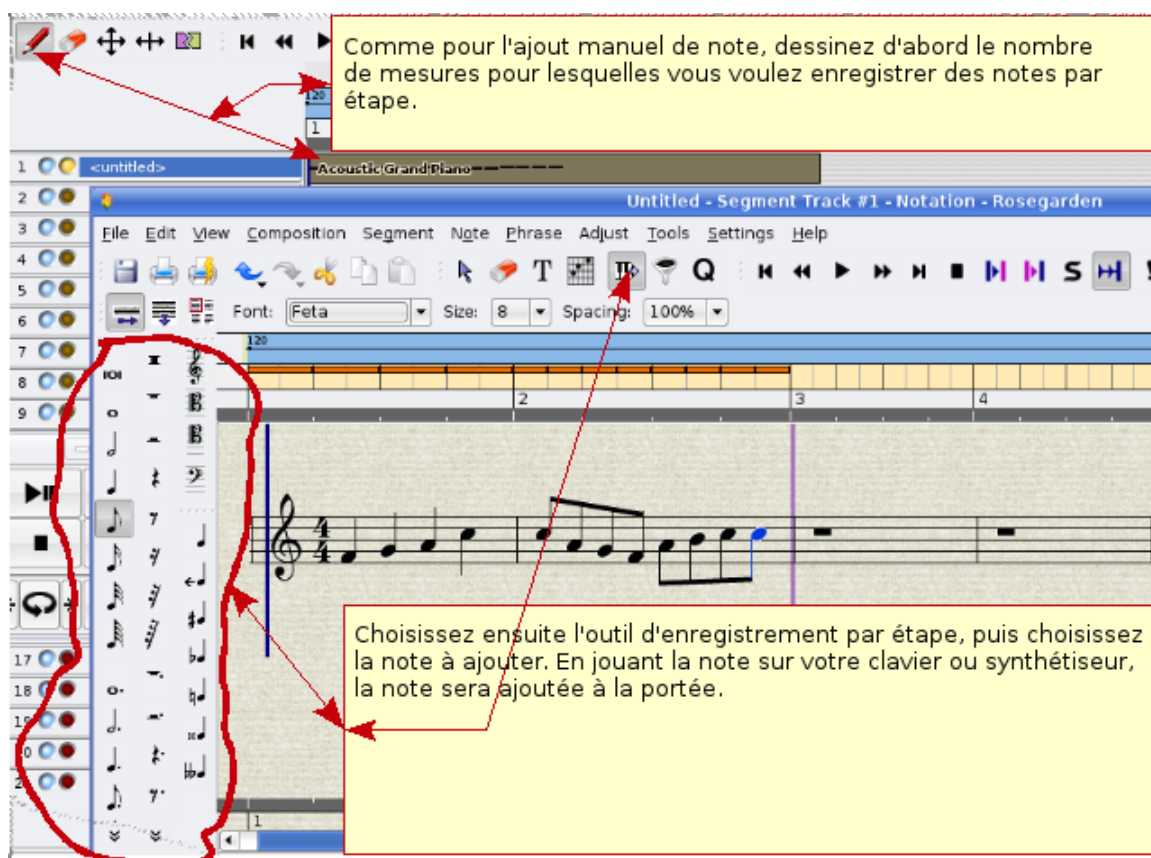 Comme pour l'ajout manuel de note, dessinez d'abord le nombre
de mesures pour lesquelles vous voulez enregistrer des notes par
étape.
120
1
1 <untitled>
Acoustic Grand Piano
2
Untitled - Segment Track #1 - Notation - Rosegarden
3
File Edit View Composition Segment Note Phrase Adjust Tools Settings Help
4
T Q S
5
6
Font: Feta Size: 8 Spacing: 100%
7
120
8
9
2 3 4
Choisissez ensuite l'outil d'enregistrement par étape, puis choisissez
la note à ajouter. En jouant la note sur votre clavier ou synthétiseur,
la note sera ajoutée à la portée.
17
18
19
1